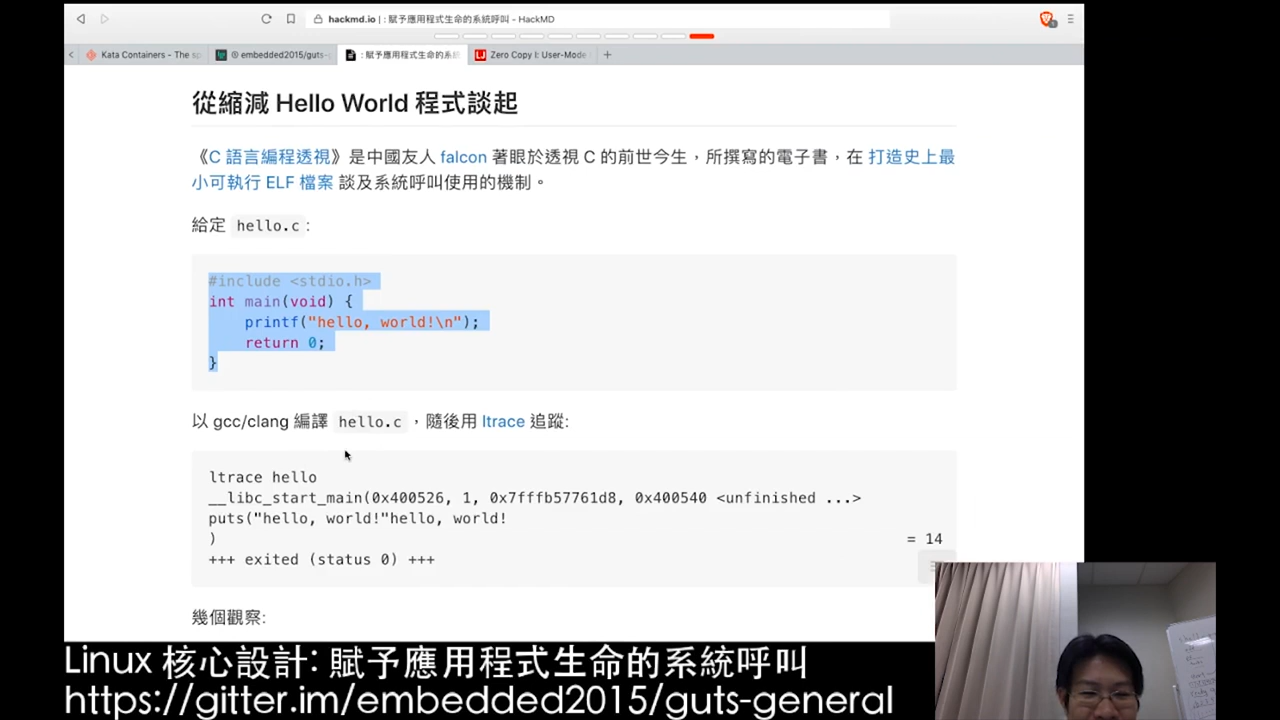 hackmd.io | : 賦予應用程式生命的系統呼叫 - HackMD
Kata Containers - The sp
embedded2015/guts-
: 賦予應用程式生命的系統
Zero Copy I: User-Mode
從縮減 Hello World 程式談起
《C 語言編程透視》是中國友人 falcon 著眼於透視 C 的前世今生，所撰寫的電子書，在 打造史上最
小可執行 ELF 檔案 談及系統呼叫使用的機制。
給定 hello.c :
#include <stdio.h>
int main(void) {
    printf("hello, world!\n");
    return 0;
}
以 gcc/clang 編譯 hello.c ，隨後用 ltrace 追蹤:
ltrace hello
__libc_start_main(0x400526, 1, 0x7fffb57761d8, 0x400540 <unfinished ...>
puts("hello, world!"hello, world!
) = 14
+++ exited (status 0) +++
幾個觀察:
Linux 核心設計: 賦予應用程式生命的系統呼叫
https://gitter.im/embedded2015/guts-general